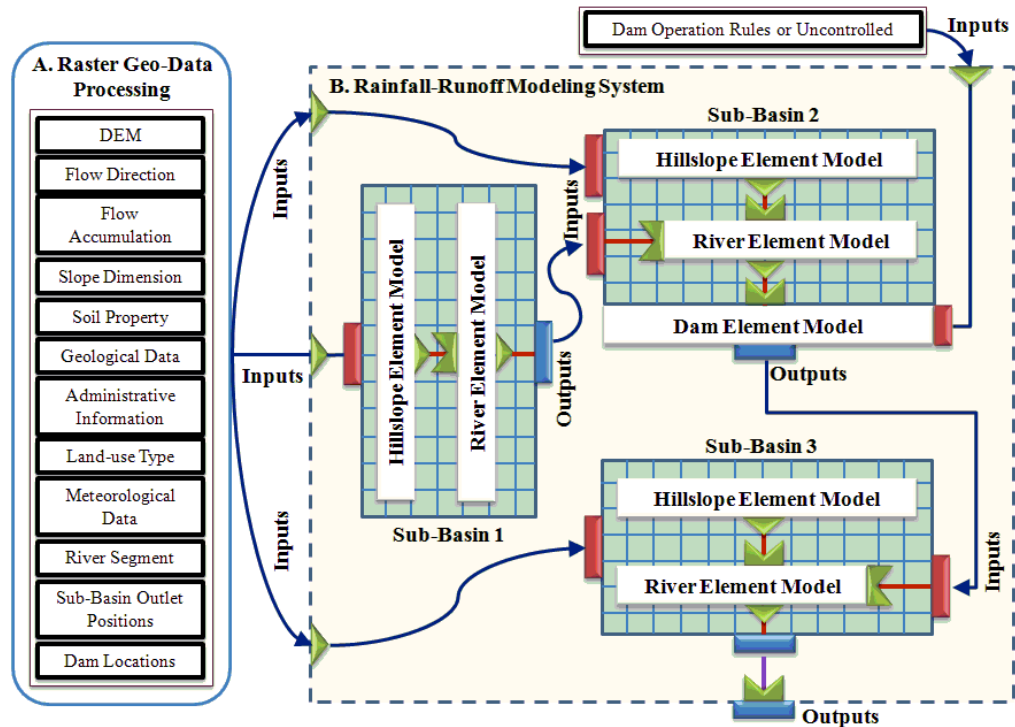 A. Raster Geo-Data
Processing
DEM
Flow Direction
Flow
Accumulation
Slope Dimension
Soil Property
Geological Data
Administrative
Information
Land-use Type
Meteorological
Data
River Segment
Sub-Basin Outlet
Positions
Dam Locations
Inputs
Inputs
Inputs
Dam Operation Rules or Uncontrolled
Inputs
B. Rainfall-Runoff Modeling System
Hillslope Element Model
River Element Model
Sub-Basin 1
Outputs
Inputs
Sub-Basin 2
Hillslope Element Model
River Element Model
Dam Element Model
Outputs
Sub-Basin 3
Hillslope Element Model
River Element Model
Inputs
Outputs